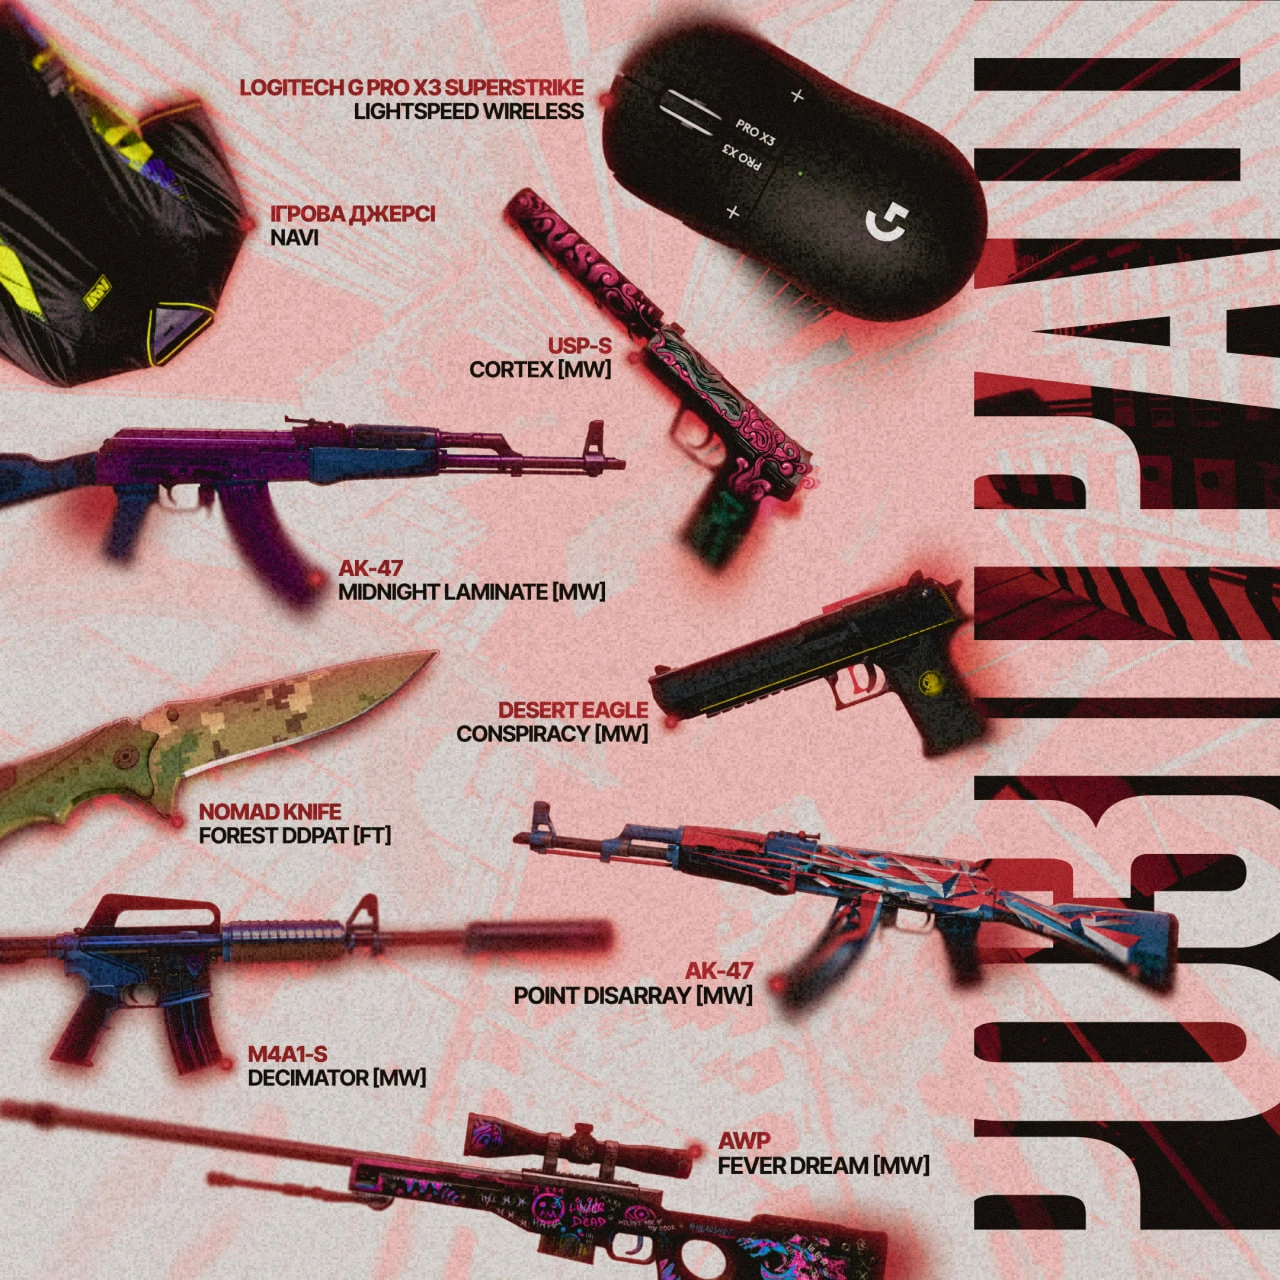 LOGITECH G PRO X3 SUPERSTRIKE
LIGHTSPEED WIRELESS
PRO X3
PRO X3
ІГРОВА ДЖЕРСІ
NAVI
USP-S
CORTEX [MW]
AK-47
MIDNIGHT LAMINATE [MW]
DESERT EAGLE
CONSPIRACY [MW]
NOMAD KNIFE
FOREST DDPAT [FT]
AK-47
POINT DISARRAY [MW]
M4A1-S
DECIMATOR [MW]
AWP
FEVER DREAM [MW]
РОЗІГРАШ